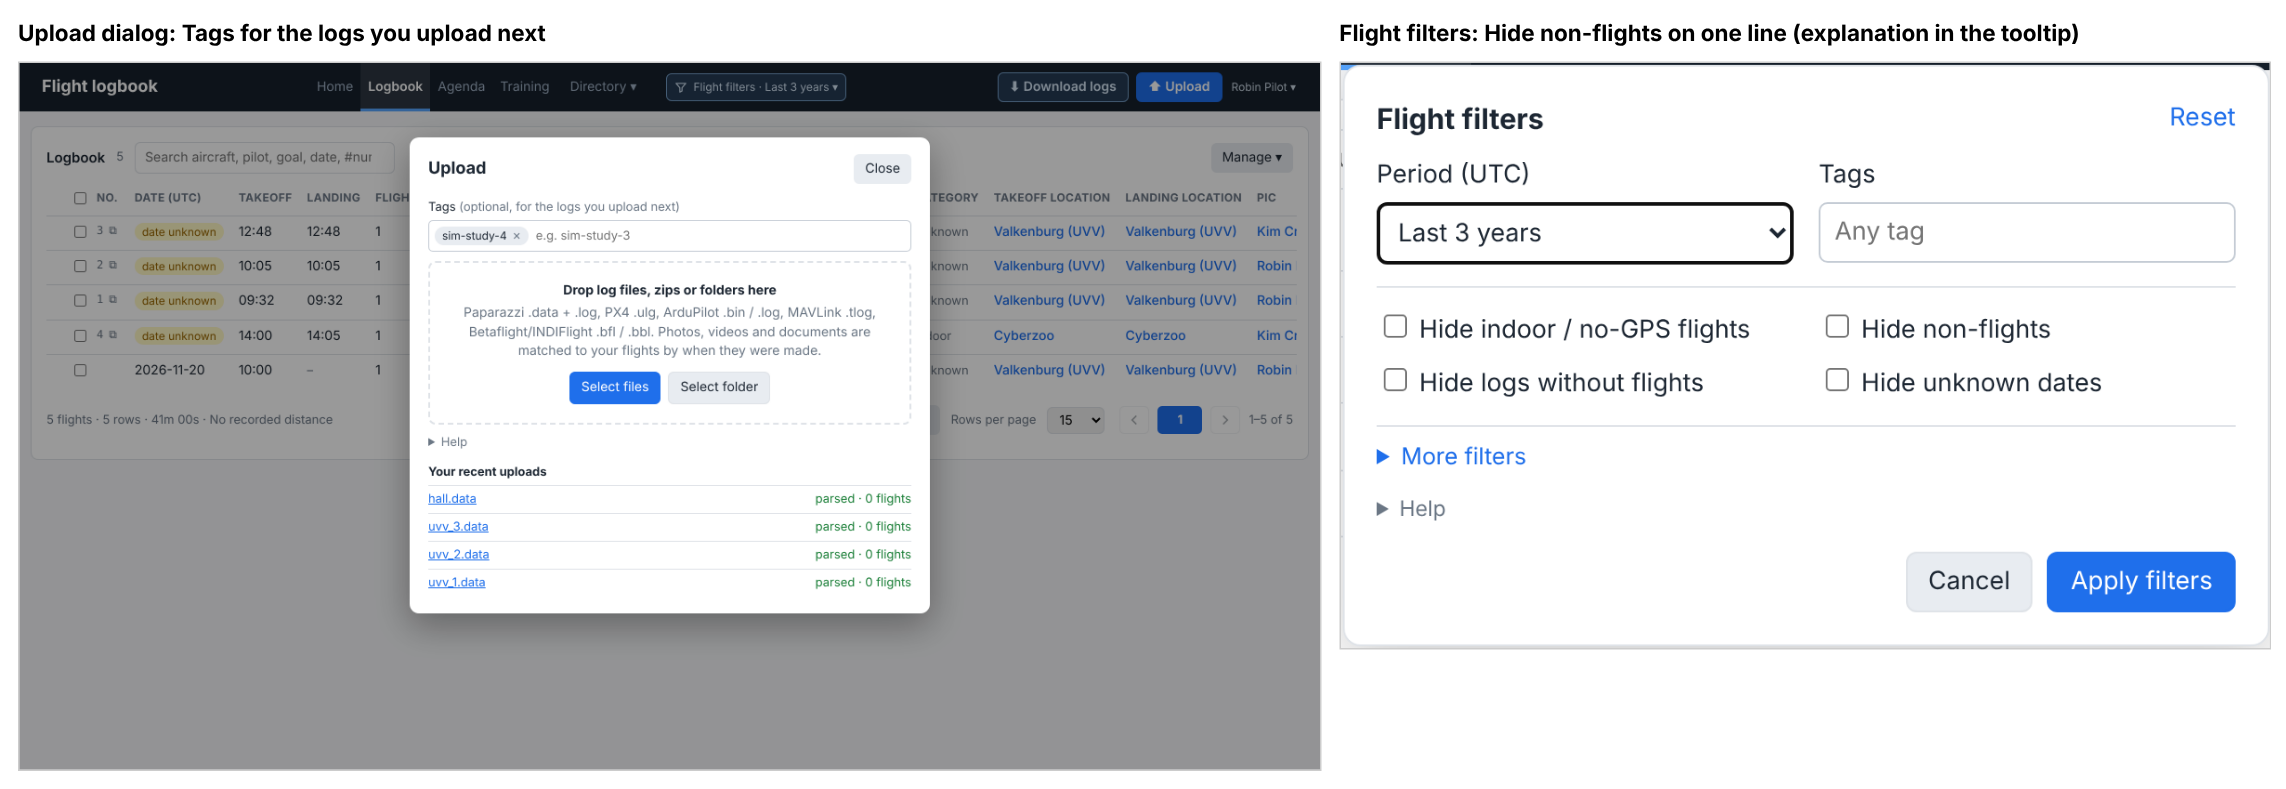 Upload dialog: Tags for the logs you upload next
Flight logbook
Home Logbook Agenda Training Directory ▾
Flight filters · Last 3 years ▾
Download logs
Upload
Robin Pilot ▾
Logbook 5
Search aircraft, pilot, goal, date, #nur
Manage ▾
NO. DATE (UTC) TAKEOFF LANDING FLIGH TEGORY TAKEOFF LOCATION LANDING LOCATION PIC
3 date unknown 12:48 12:48 1 known Valkenburg (UVV) Valkenburg (UVV) Kim Cr
2 date unknown 10:05 10:05 1 known Valkenburg (UVV) Valkenburg (UVV) Robin
1 date unknown 09:32 09:32 1 known Valkenburg (UVV) Valkenburg (UVV) Robin
4 date unknown 14:00 14:05 1 oor Cyberzoo Cyberzoo Kim Cr
2026-11-20 10:00 – 1 known Valkenburg (UVV) Valkenburg (UVV) Robin
5 flights · 5 rows · 41m 00s · No recorded distance
Rows per page 15 < 1 > 1–5 of 5
Upload
Close
Tags (optional, for the logs you upload next)
sim-study-4 × e.g. sim-study-3
Drop log files, zips or folders here
Paparazzi .data + .log, PX4 .ulg, ArduPilot .bin / .log, MAVLink .tlog,
Betaflight/INDIFlight .bfl / .bbl. Photos, videos and documents are
matched to your flights by when they were made.
Select files Select folder
Help
Your recent uploads
hall.data parsed · 0 flights
uvv_3.data parsed · 0 flights
uvv_2.data parsed · 0 flights
uvv_1.data parsed · 0 flights
Flight filters: Hide non-flights on one line (explanation in the tooltip)
Flight filters
Reset
Period (UTC) Tags
Last 3 years Any tag
Hide indoor / no-GPS flights Hide non-flights
Hide logs without flights Hide unknown dates
More filters
Help
Cancel Apply filters